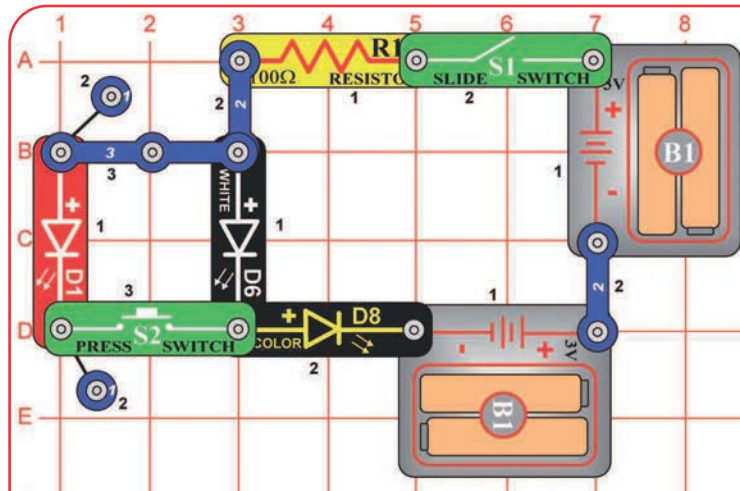 1 2 3 4 5 6 7 8
A
R1
100Ω RESISTO
1
S1
SLIDE SWITCH
2
3V
+
-
B1
1
2
1
2
2
B
3
3
WHITE
+
1
+
1
C
D1
D6
2
2
D
3
S2
PRESS SWITCH
+
D8
COLOR
2
1
-
+
3V
B1
1
2
E